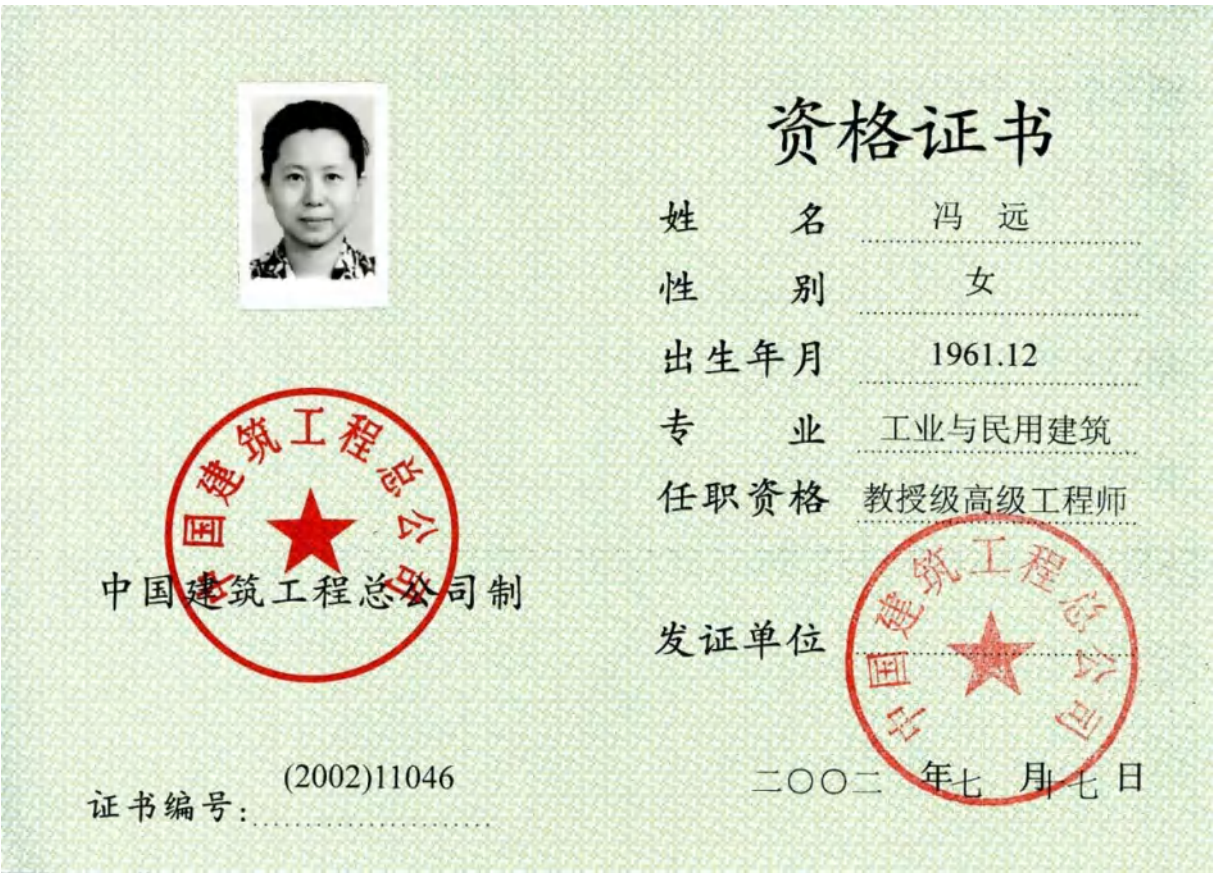 中国建筑工程总公司
中国建筑工程总公司制
证书编号：(2002)11046
资格证书
姓名 冯远
性别 女
出生年月 1961.12
专业 工业与民用建筑
任职资格 教授级高级工程师
发证单位
中国建筑工程总公司
二〇〇二年七月十七日